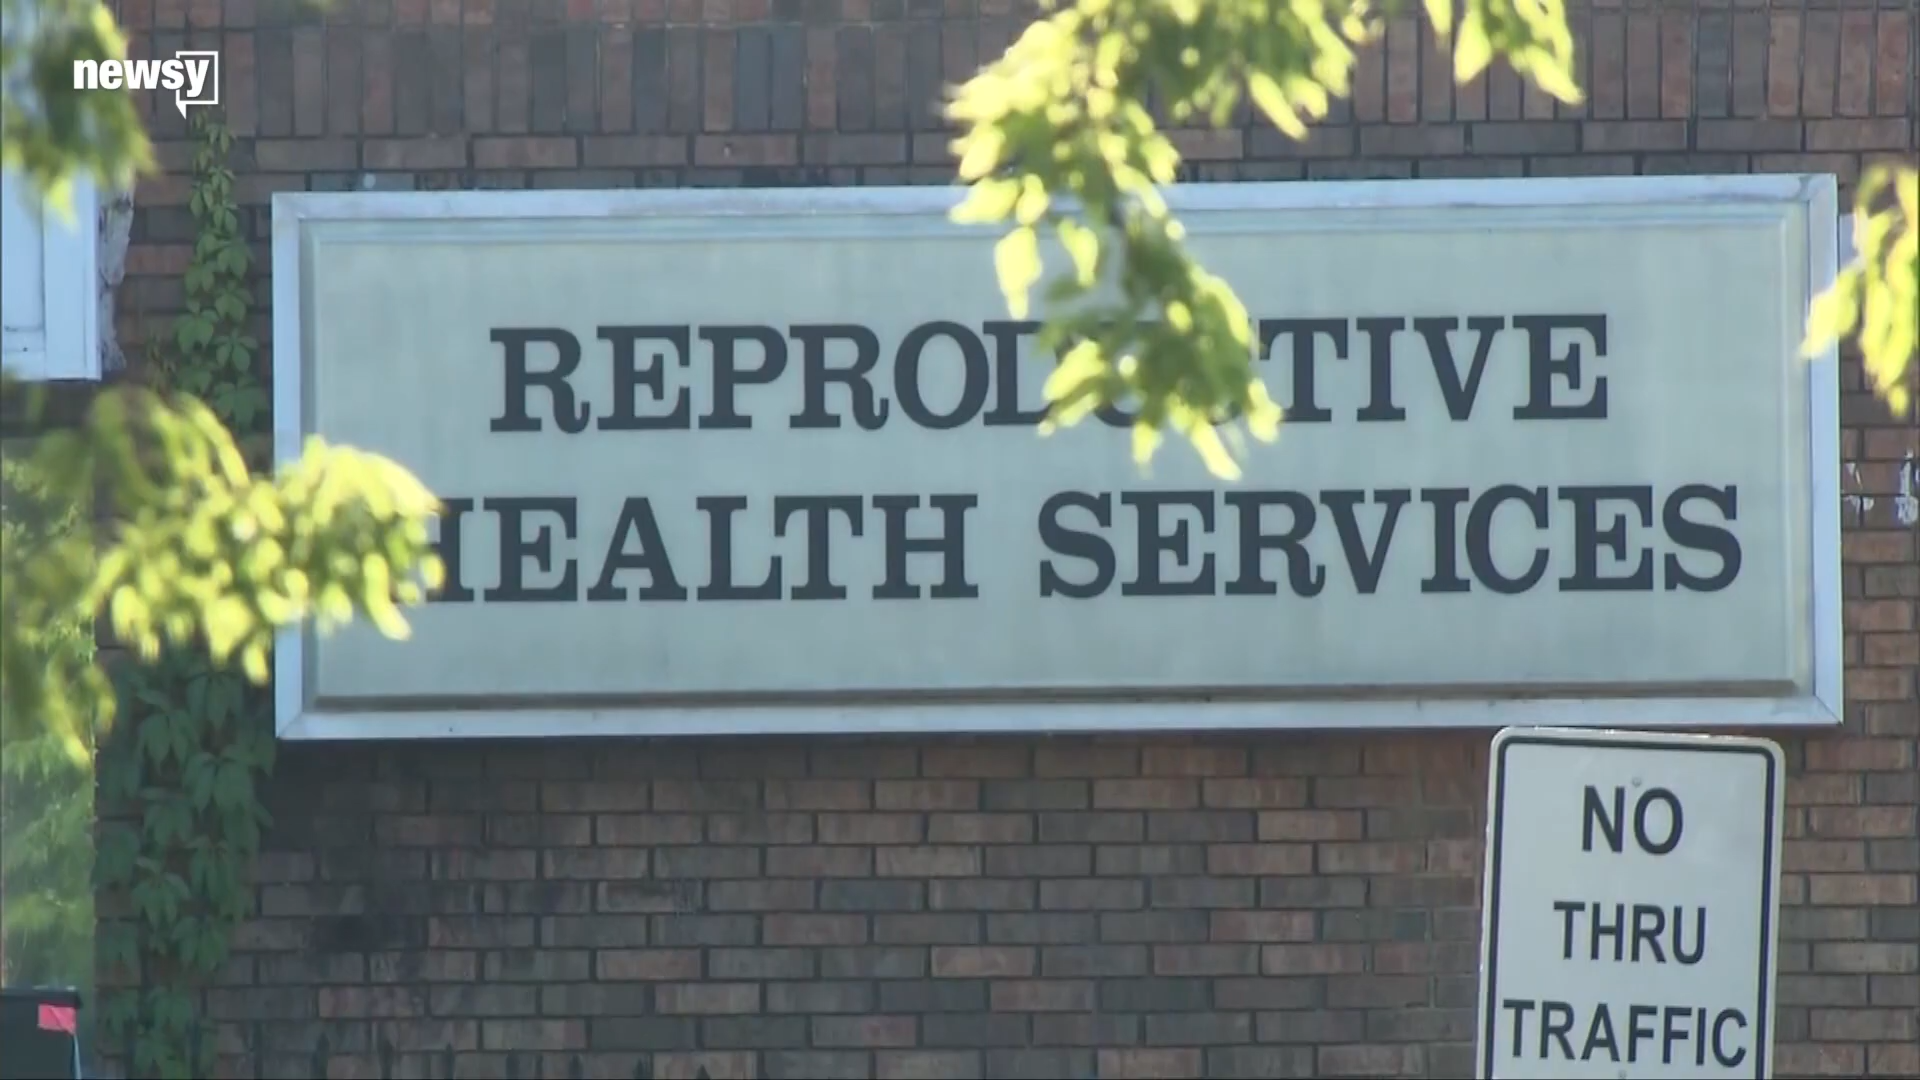 newsy
REPRODUCTIVE
HEALTH SERVICES
NO
THRU
TRAFFIC